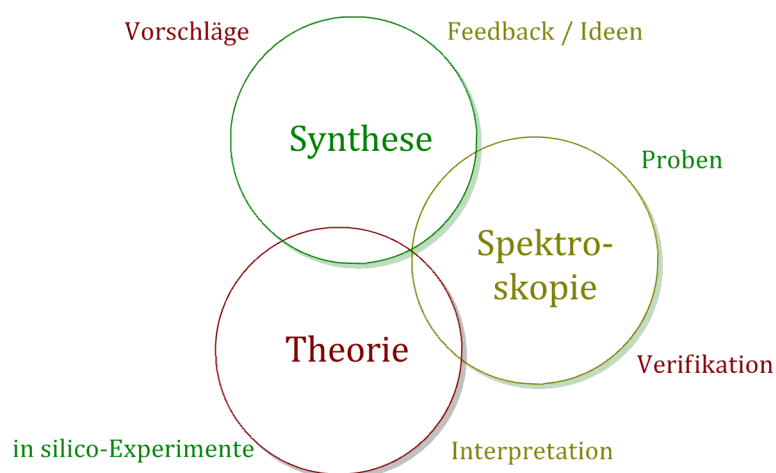 Vorschläge
Feedback / Ideen
Synthese
Proben
Spektro-
skopie
Theorie
Verifikation
in silico-Experimente
Interpretation